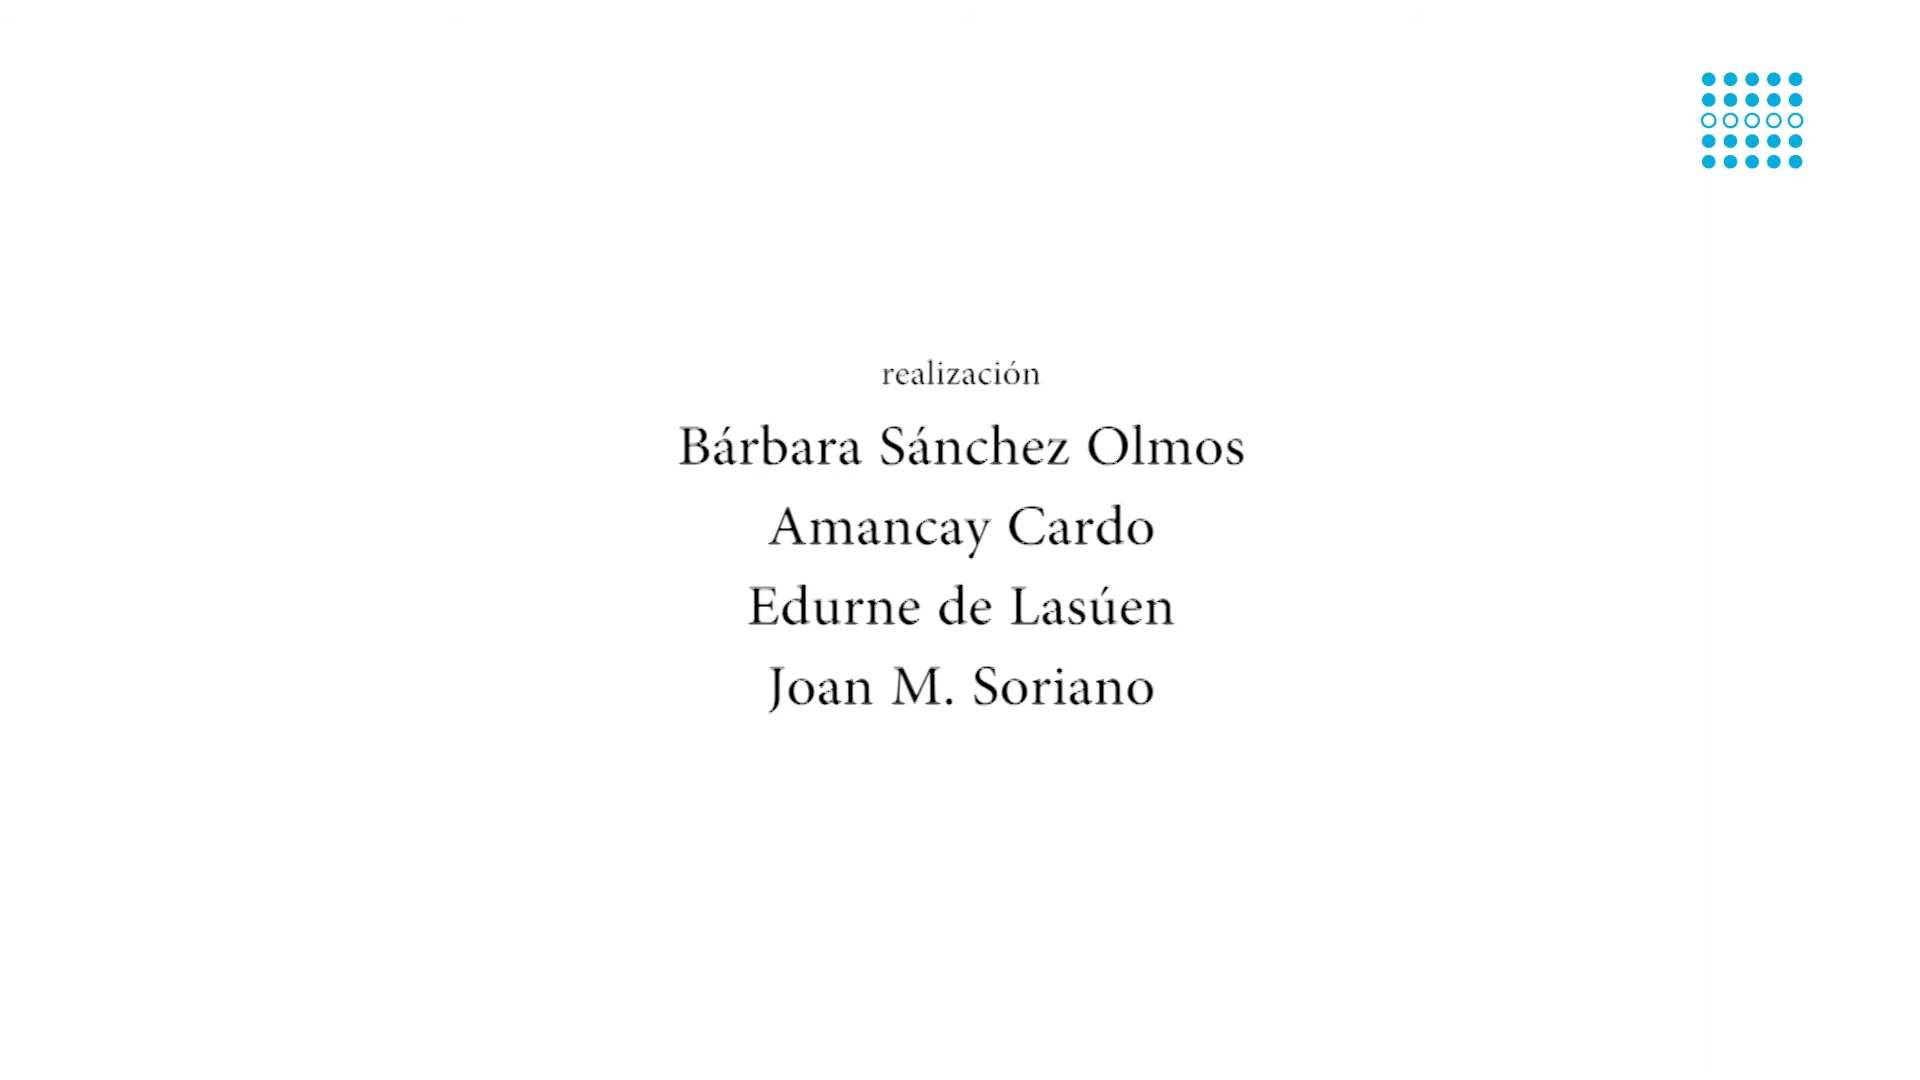 realización
Bárbara Sánchez Olmos
Amancay Cardo
Edurne de Lasúen
Joan M. Soriano